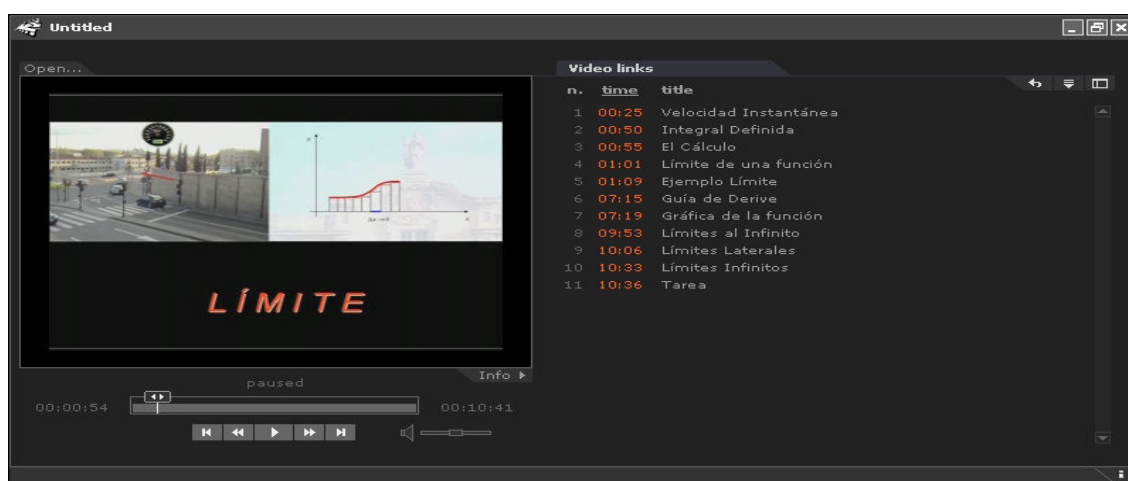 Untitled
Open...
LÍMITE
Info
paused
00:00:54
00:10:41
Video links
n. time title
1 00:25 Velocidad Instantánea
2 00:50 Integral Definida
3 00:55 El Cálculo
4 01:01 Límite de una función
5 01:09 Ejemplo Límite
6 07:15 Guía de Derive
7 07:19 Gráfica de la función
8 09:53 Límites al Infinito
9 10:06 Límites Laterales
10 10:33 Límites Infinitos
11 10:36 Tarea